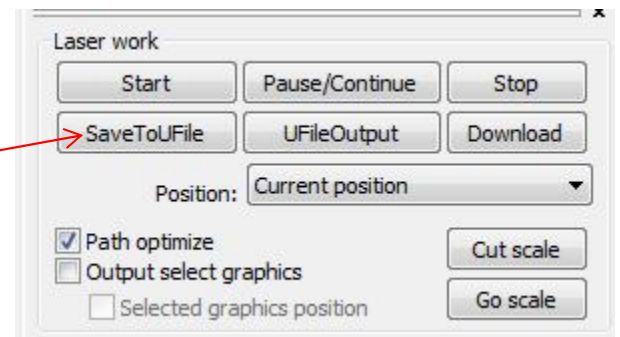 x
Laser work
Start Pause/Continue Stop
SaveToUFile UFileOutput Download
Position: Current position
Path optimize Cut scale
Output select graphics
Selected graphics position Go scale